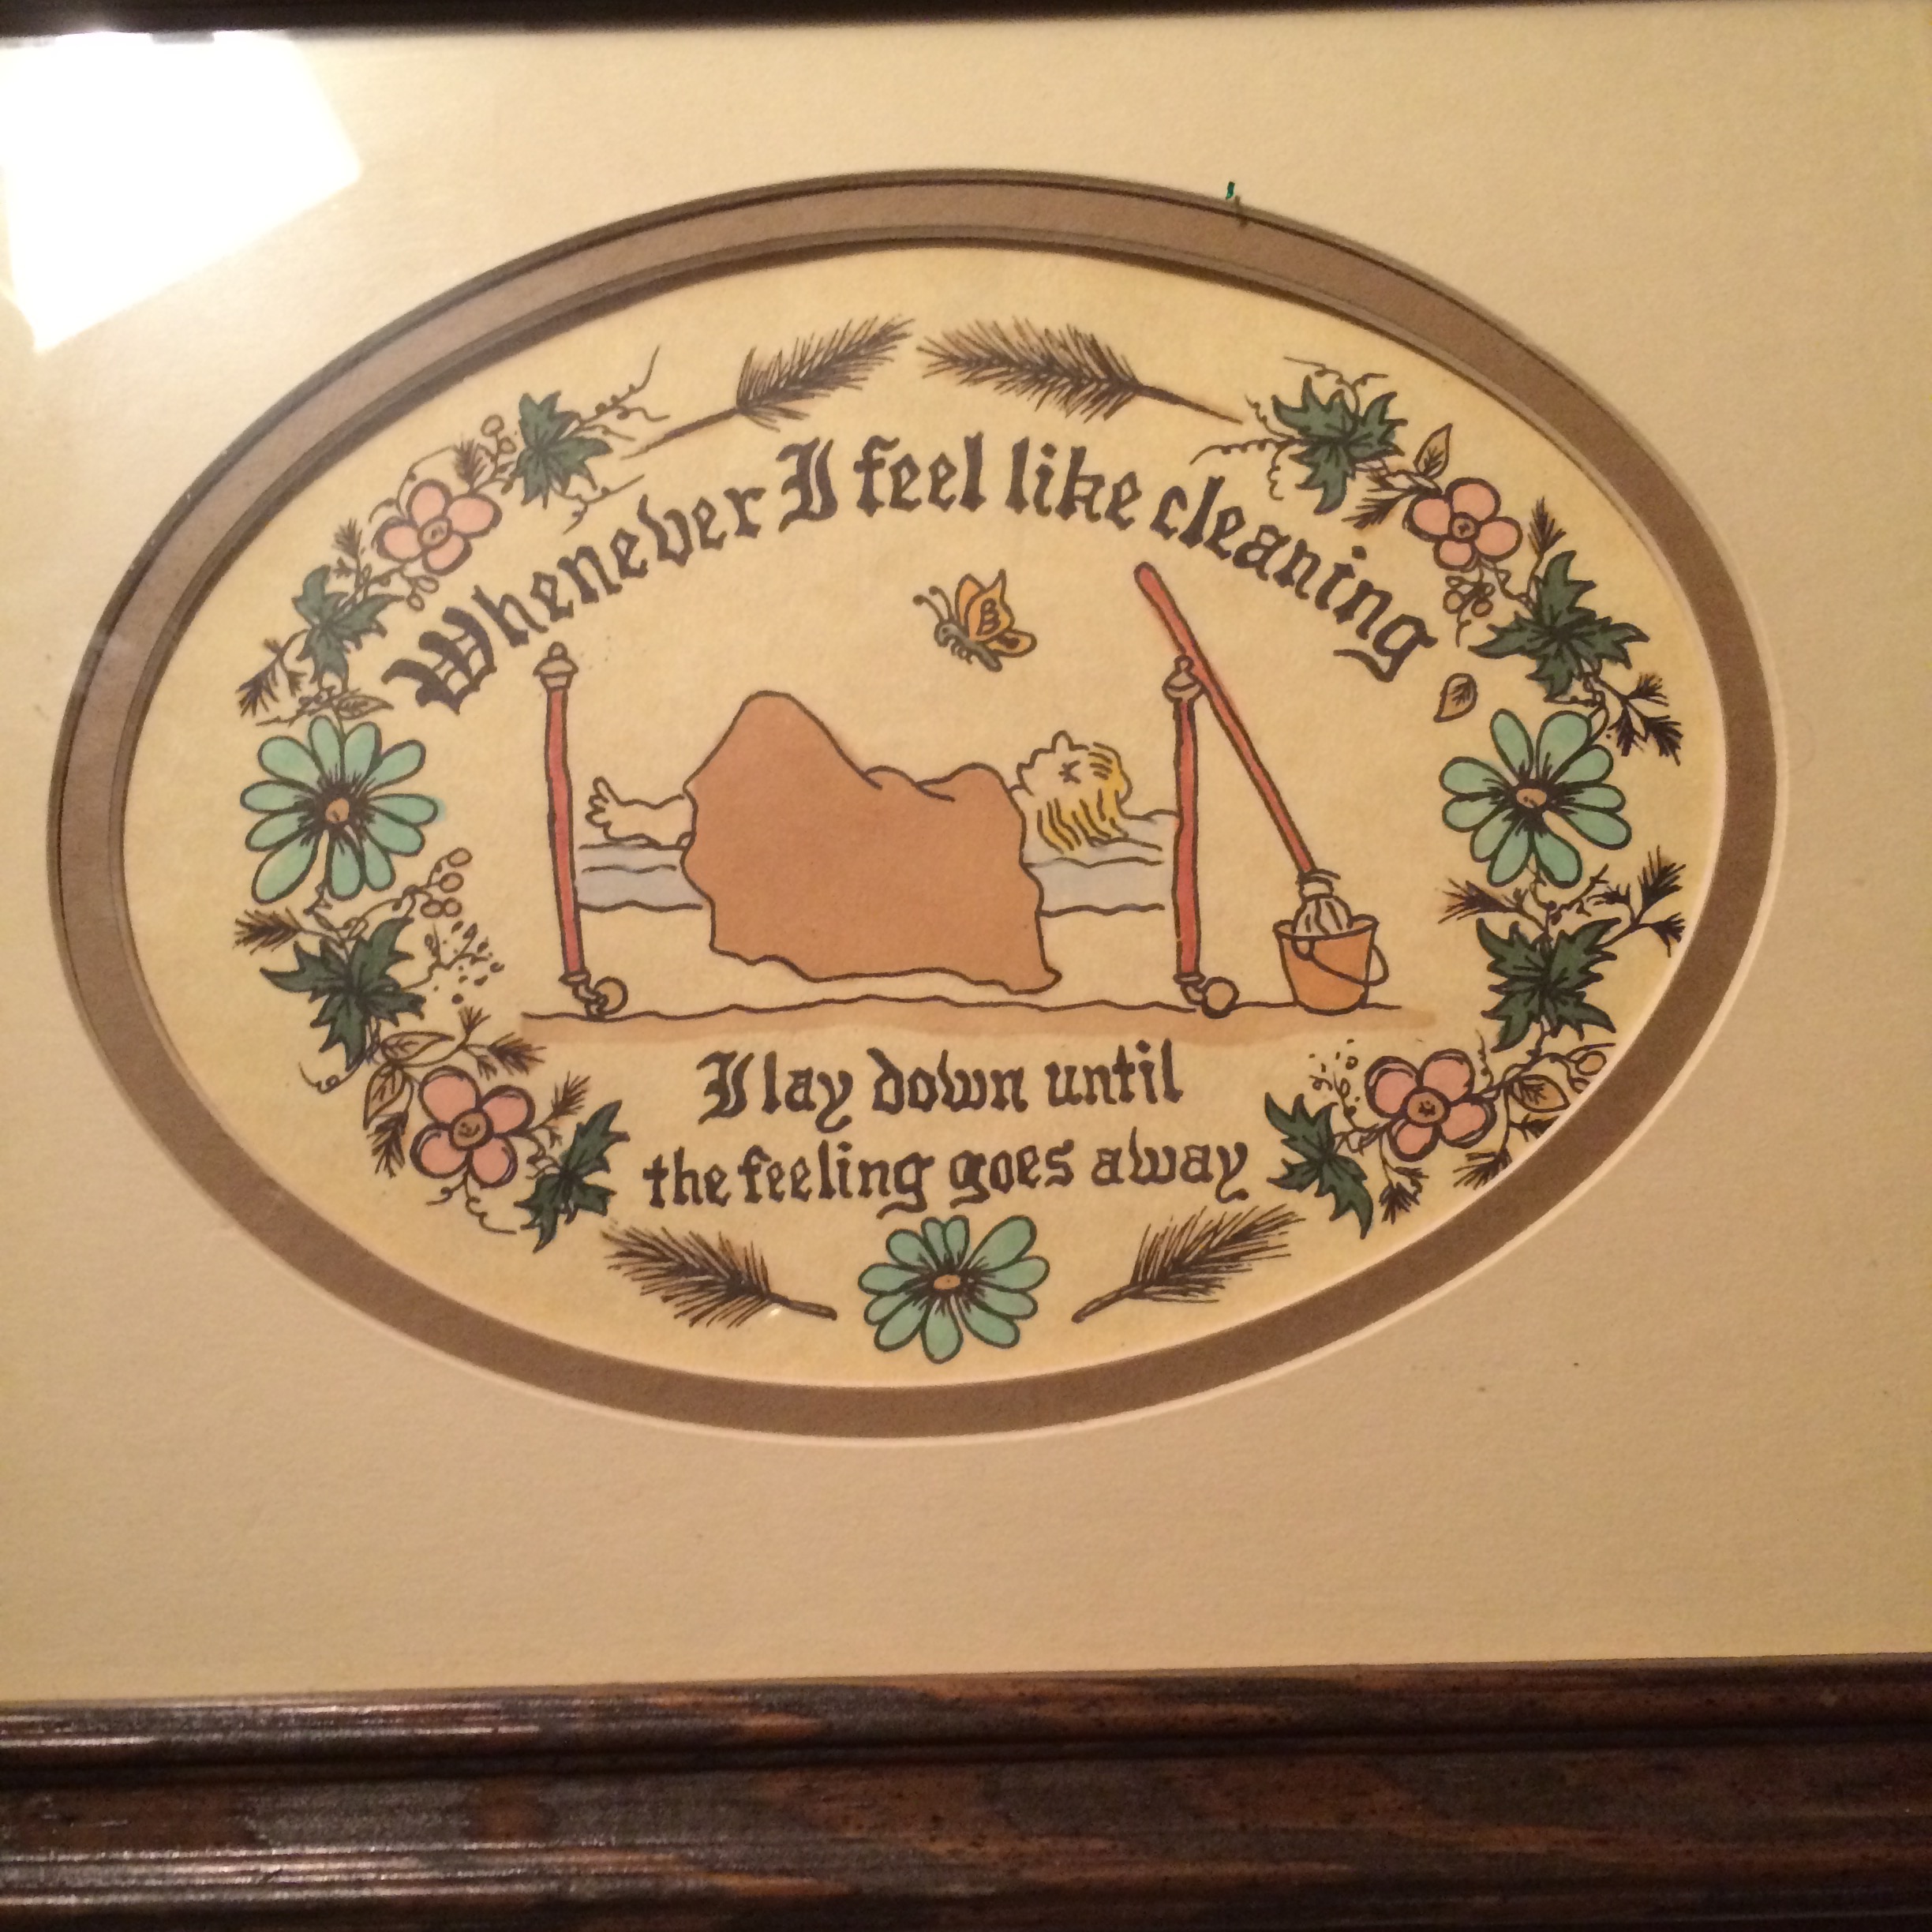 Whenever I feel like cleaning
I lay down until
the feeling goes away